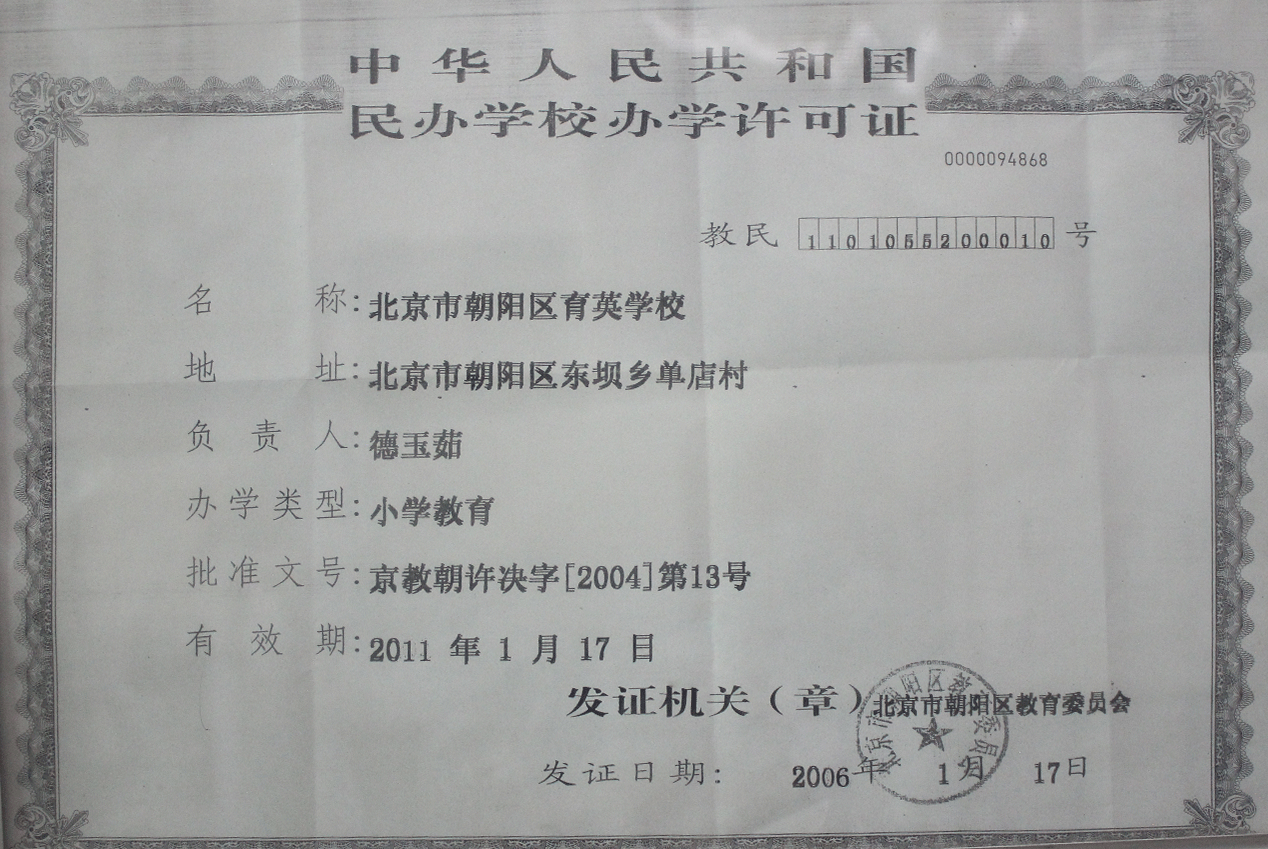 中华人民共和国
民办学校办学许可证
0000094868
教民 1101055200010 号
名称:北京市朝阳区育英学校
地址:北京市朝阳区东坝乡单店村
负责人:德玉茹
办学类型:小学教育
批准文号:京教朝许决字[2004]第13号
有效期:2011 年 1 月 17 日
发证机关(章)北京市朝阳区教育委员会
北京市朝阳区教育委员会
发证日期: 2006 年 1 月 17 日